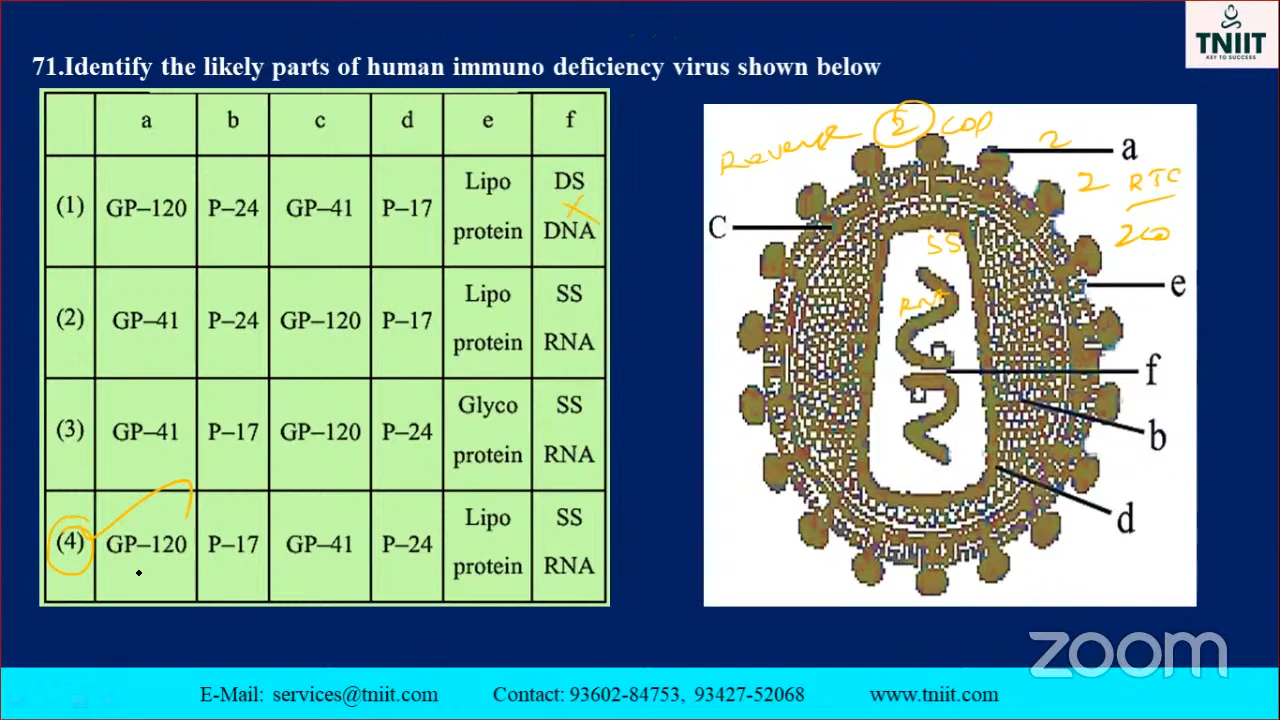 TNIIT
KEY TO SUCCESS
71.Identify the likely parts of human immuno deficiency virus shown below
a b c d e f
(1) GP–120 P–24 GP–41 P–17 Lipo protein DS DNA
(2) GP–41 P–24 GP–120 P–17 Lipo protein SS RNA
(3) GP–41 P–17 GP–120 P–24 Glyco protein SS RNA
(4) GP–120 P–17 GP–41 P–24 Lipo protein SS RNA
Reverse 2 COP
2
a
2 RTC
C
SS
e
RNA
f
b
d
zoom
E-Mail: services@tniit.com Contact: 93602-84753, 93427-52068 www.tniit.com